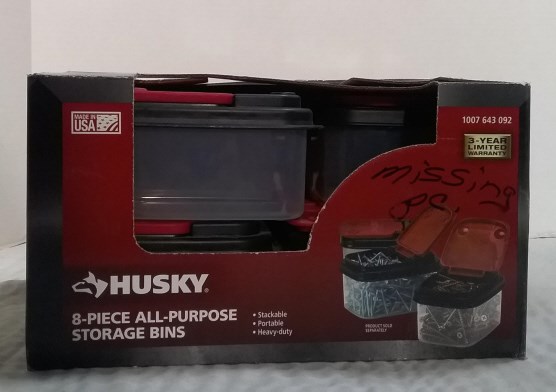 MADE IN
USA
1007 643 092
3-YEAR
LIMITED
WARRANTY
missing
pc.
HUSKY®
8-PIECE ALL-PURPOSE
STORAGE BINS
• Stackable
• Portable
• Heavy-duty
PRODUCT SOLD
SEPARATELY